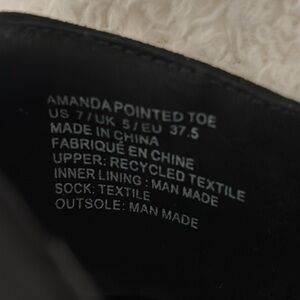 AMANDA POINTED TOE
US 7 / UK 5 / EU 37.5
MADE IN CHINA
FABRIQUÉ EN CHINE
UPPER: RECYCLED TEXTILE
INNER LINING : MAN MADE
SOCK: TEXTILE
OUTSOLE: MAN MADE